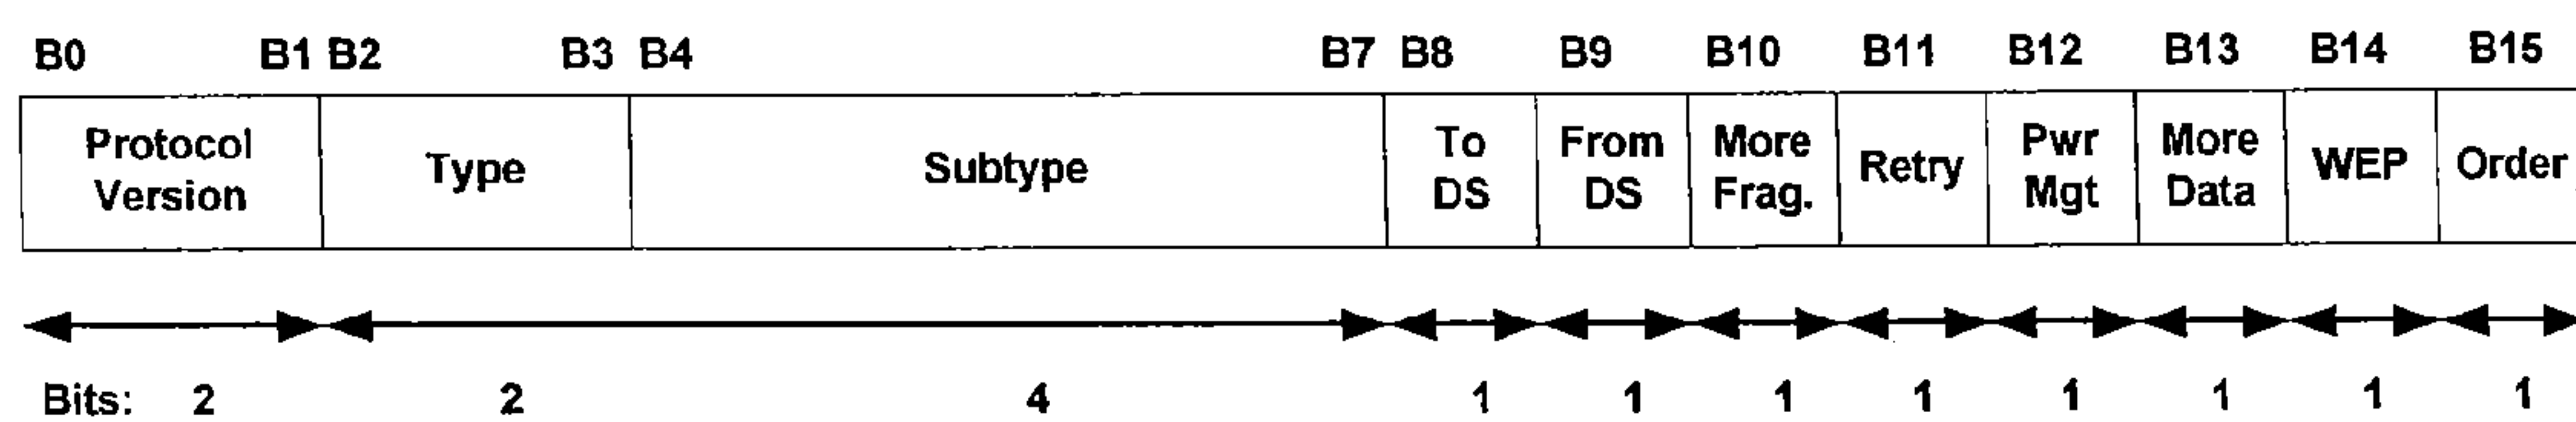 B0 B1 B2 B3 B4 B7 B8 B9 B10 B11 B12 B13 B14 B15
Protocol
Version
Type
Subtype
To
DS
From
DS
More
Frag.
Retry
Pwr
Mgt
More
Data
WEP
Order
Bits: 2 2 4 1 1 1 1 1 1 1 1